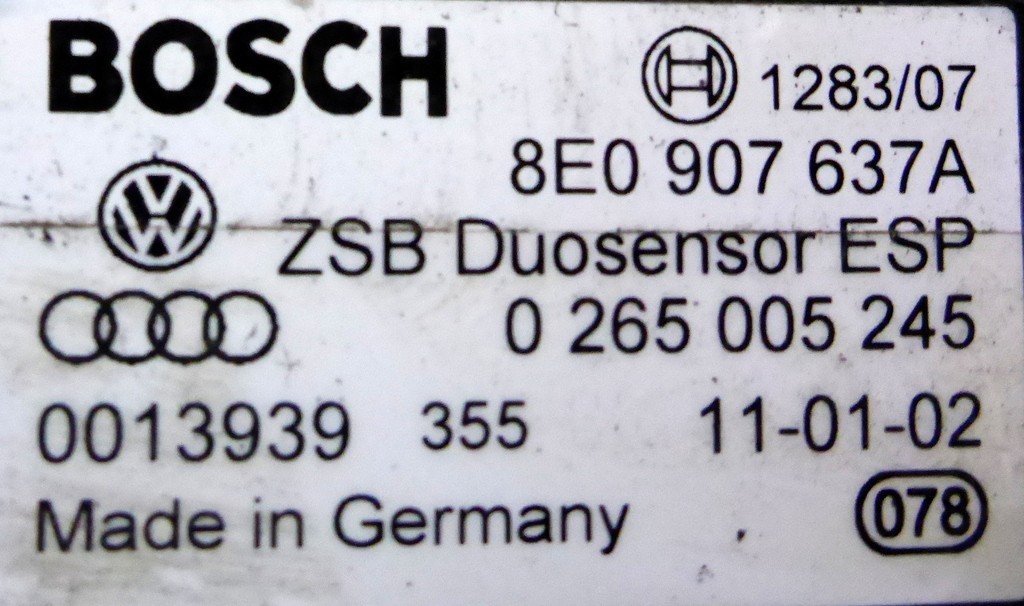 BOSCH 1283/07
8E0 907 637A
ZSB Duosensor ESP
0 265 005 245
0013939 355 11-01-02
Made in Germany 078